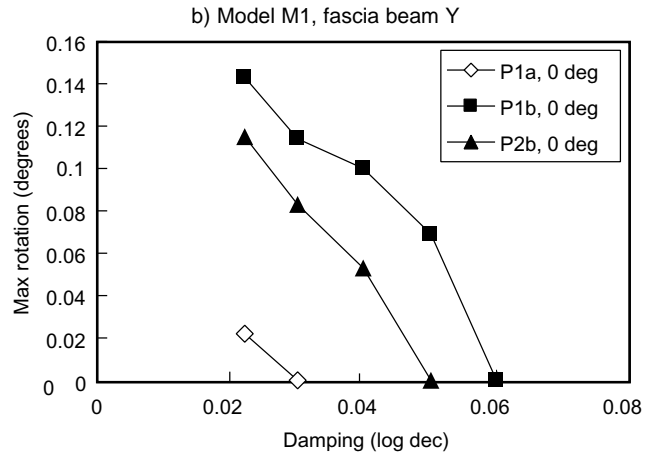 b) Model M1, fascia beam Y
0.16
0.14
0.12
0.1
0.08
0.06
0.04
0.02
0
Max rotation (degrees)
P1a, 0 deg
P1b, 0 deg
P2b, 0 deg
0
0 0.02 0.04 0.06 0.08
Damping (log dec)